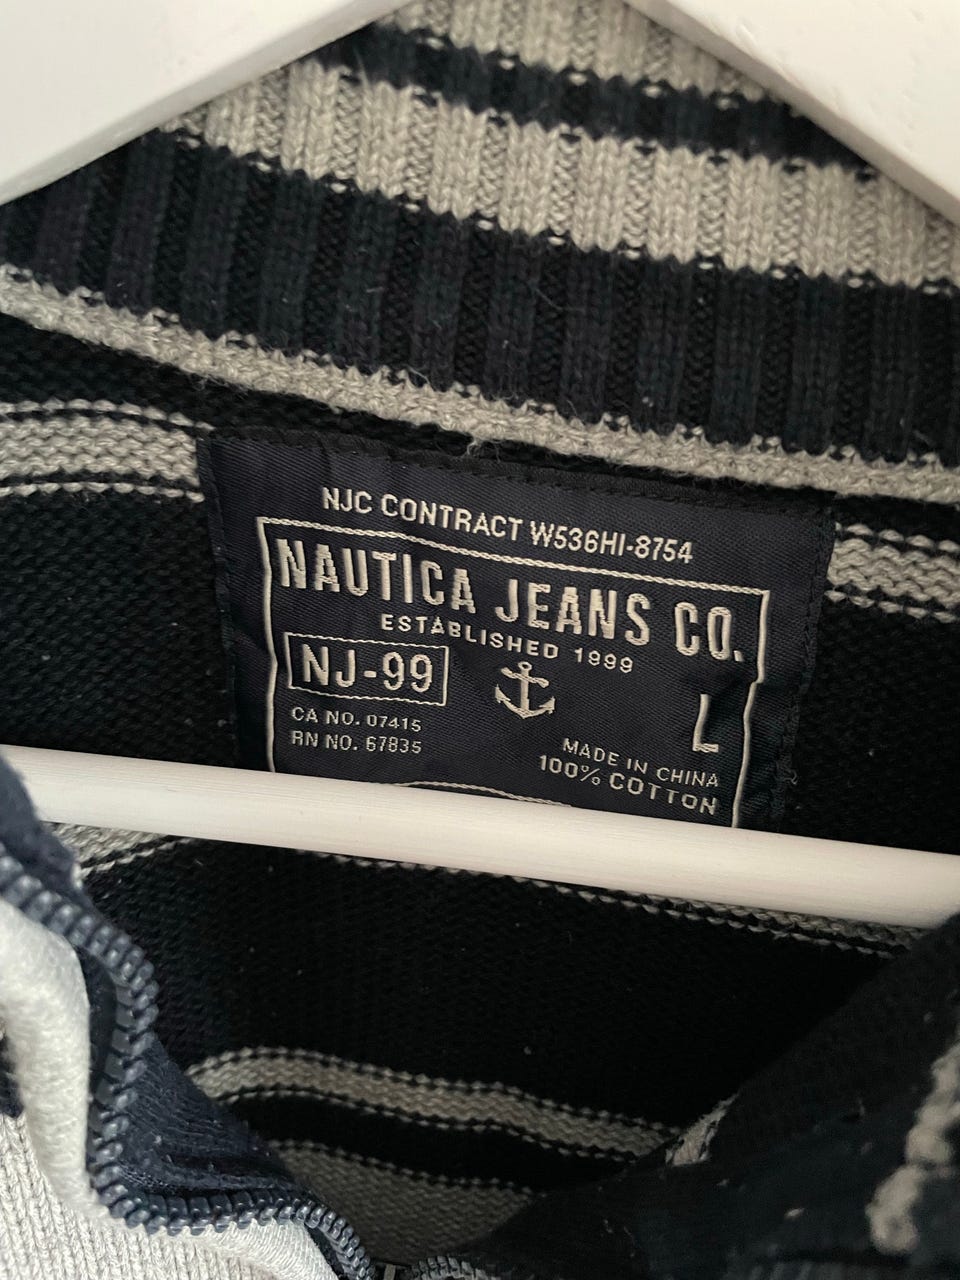 NJC CONTRACT W536HI-8754
NAUTICA JEANS CO.
ESTABLISHED 1999
NJ-99
L
CA NO. 07415
RN NO. 67835
MADE IN CHINA
100% COTTON